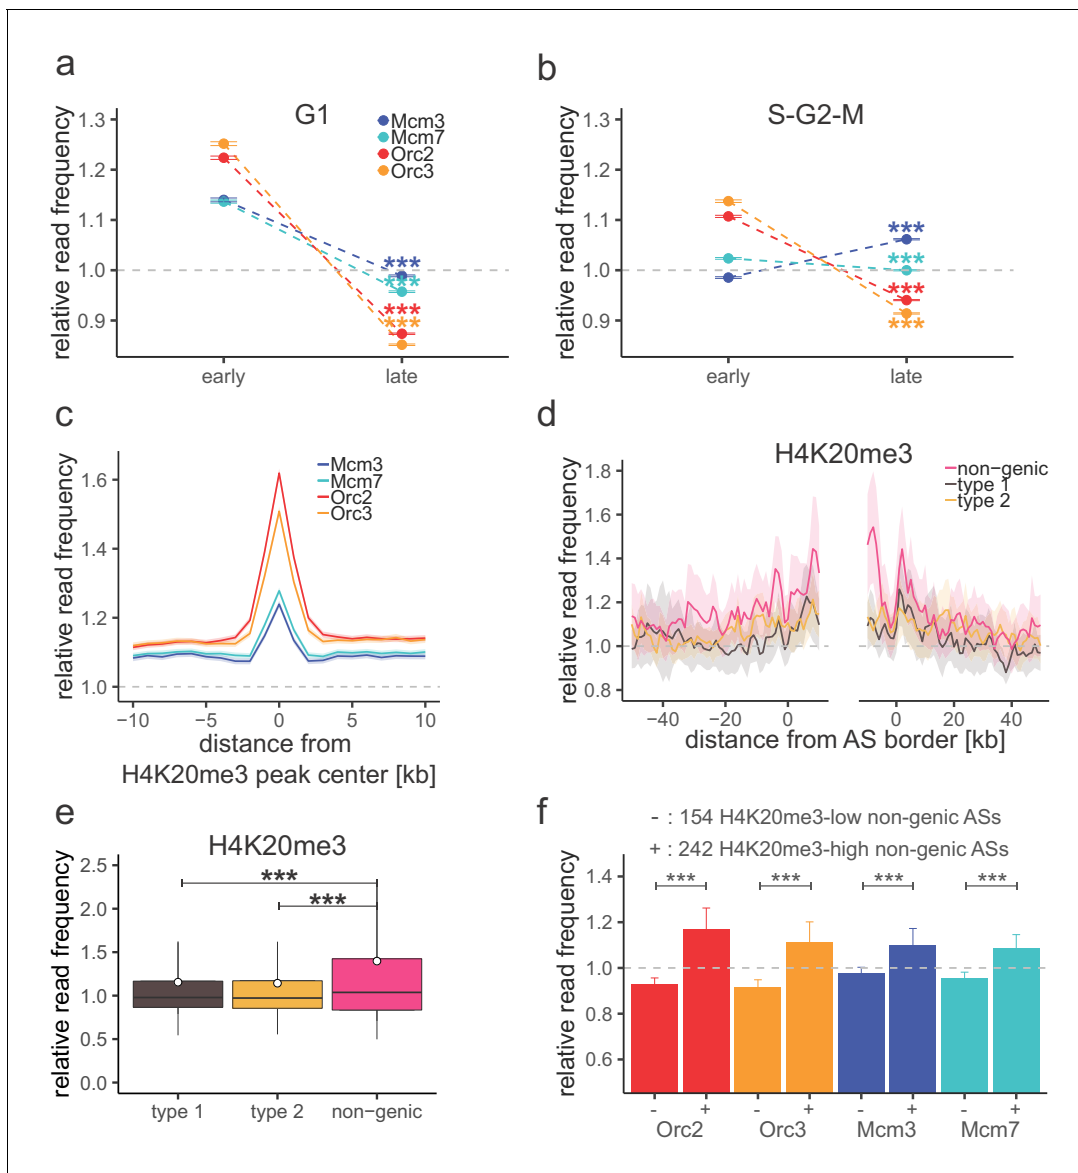 a
G1
relative read frequency
1.3
1.2
1.1
1.0
0.9
Mcm3
Mcm7
Orc2
Orc3
***
***
***
***
early
late
b
S-G2-M
relative read frequency
1.3
1.2
1.1
1.0
0.9
***
***
***
***
early
late
c
relative read frequency
1.6
1.4
1.2
1.0
Mcm3
Mcm7
Orc2
Orc3
−10
−5
0
5
10
distance from
H4K20me3 peak center [kb]
d
H4K20me3
relative read frequency
1.8
1.6
1.4
1.2
1.0
0.8
non-genic
type 1
type 2
−40
−20
0
0
20
40
distance from AS border [kb]
e
H4K20me3
relative read frequency
2.5
2.0
1.5
1.0
0.5
0.0
***
***
type 1
type 2
non-genic
f
- : 154 H4K20me3-low non-genic ASs
+ : 242 H4K20me3-high non-genic ASs
relative read frequency
1.4
1.2
1.0
0.8
0.6
***
***
***
***
- + - + - + - +
Orc2 Orc3 Mcm3 Mcm7